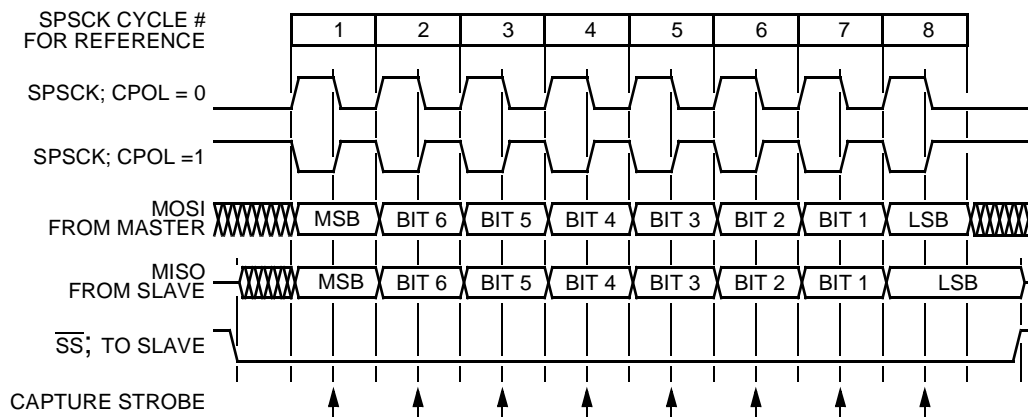 SPSCK CYCLE #
FOR REFERENCE
1 2 3 4 5 6 7 8
SPSCK; CPOL = 0
SPSCK; CPOL =1
MOSI
FROM MASTER
MSB BIT 6 BIT 5 BIT 4 BIT 3 BIT 2 BIT 1 LSB
MISO
FROM SLAVE
MSB BIT 6 BIT 5 BIT 4 BIT 3 BIT 2 BIT 1 LSB
SS; TO SLAVE
CAPTURE STROBE